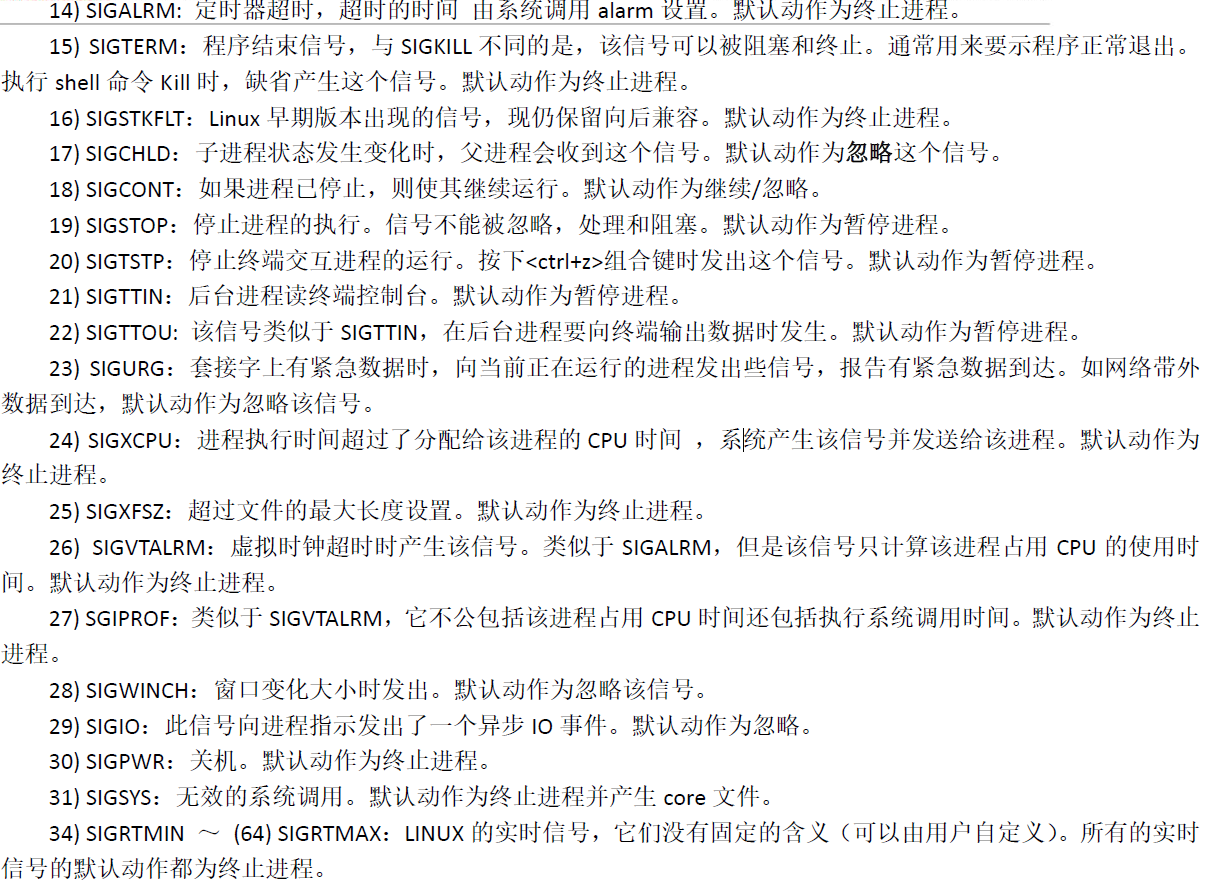 14) SIGALRM: 定时器超时，超时的时间 由系统调用 alarm 设置。默认动作为终止进程。
15) SIGTERM：程序结束信号，与 SIGKILL 不同的是，该信号可以被阻塞和终止。通常用来要示程序正常退出。
执行 shell 命令 Kill 时，缺省产生这个信号。默认动作为终止进程。
16) SIGSTKFLT：Linux 早期版本出现的信号，现仍保留向后兼容。默认动作为终止进程。
17) SIGCHLD：子进程状态发生变化时，父进程会收到这个信号。默认动作为忽略这个信号。
18) SIGCONT：如果进程已停止，则使其继续运行。默认动作为继续/忽略。
19) SIGSTOP：停止进程的执行。信号不能被忽略，处理和阻塞。默认动作为暂停进程。
20) SIGTSTP：停止终端交互进程的运行。按下<ctrl+z>组合键时发出这个信号。默认动作为暂停进程。
21) SIGTTIN：后台进程读终端控制台。默认动作为暂停进程。
22) SIGTTOU: 该信号类似于 SIGTTIN，在后台进程要向终端输出数据时发生。默认动作为暂停进程。
23) SIGURG：套接字上有紧急数据时，向当前正在运行的进程发出些信号，报告有紧急数据到达。如网络带外
数据到达，默认动作为忽略该信号。
24) SIGXCPU：进程执行时间超过了分配给该进程的 CPU 时间 ，系统产生该信号并发送给该进程。默认动作为
终止进程。
25) SIGXFSZ：超过文件的最大长度设置。默认动作为终止进程。
26) SIGVTALRM：虚拟时钟超时时产生该信号。类似于 SIGALRM，但是该信号只计算该进程占用 CPU 的使用时
间。默认动作为终止进程。
27) SGIPROF：类似于 SIGVTALRM，它不公包括该进程占用 CPU 时间还包括执行系统调用时间。默认动作为终止
进程。
28) SIGWINCH：窗口变化大小时发出。默认动作为忽略该信号。
29) SIGIO：此信号向进程指示发出了一个异步 IO 事件。默认动作为忽略。
30) SIGPWR：关机。默认动作为终止进程。
31) SIGSYS：无效的系统调用。默认动作为终止进程并产生 core 文件。
34) SIGRTMIN ～ (64) SIGRTMAX：LINUX 的实时信号，它们没有固定的含义（可以由用户自定义）。所有的实时
信号的默认动作都为终止进程。